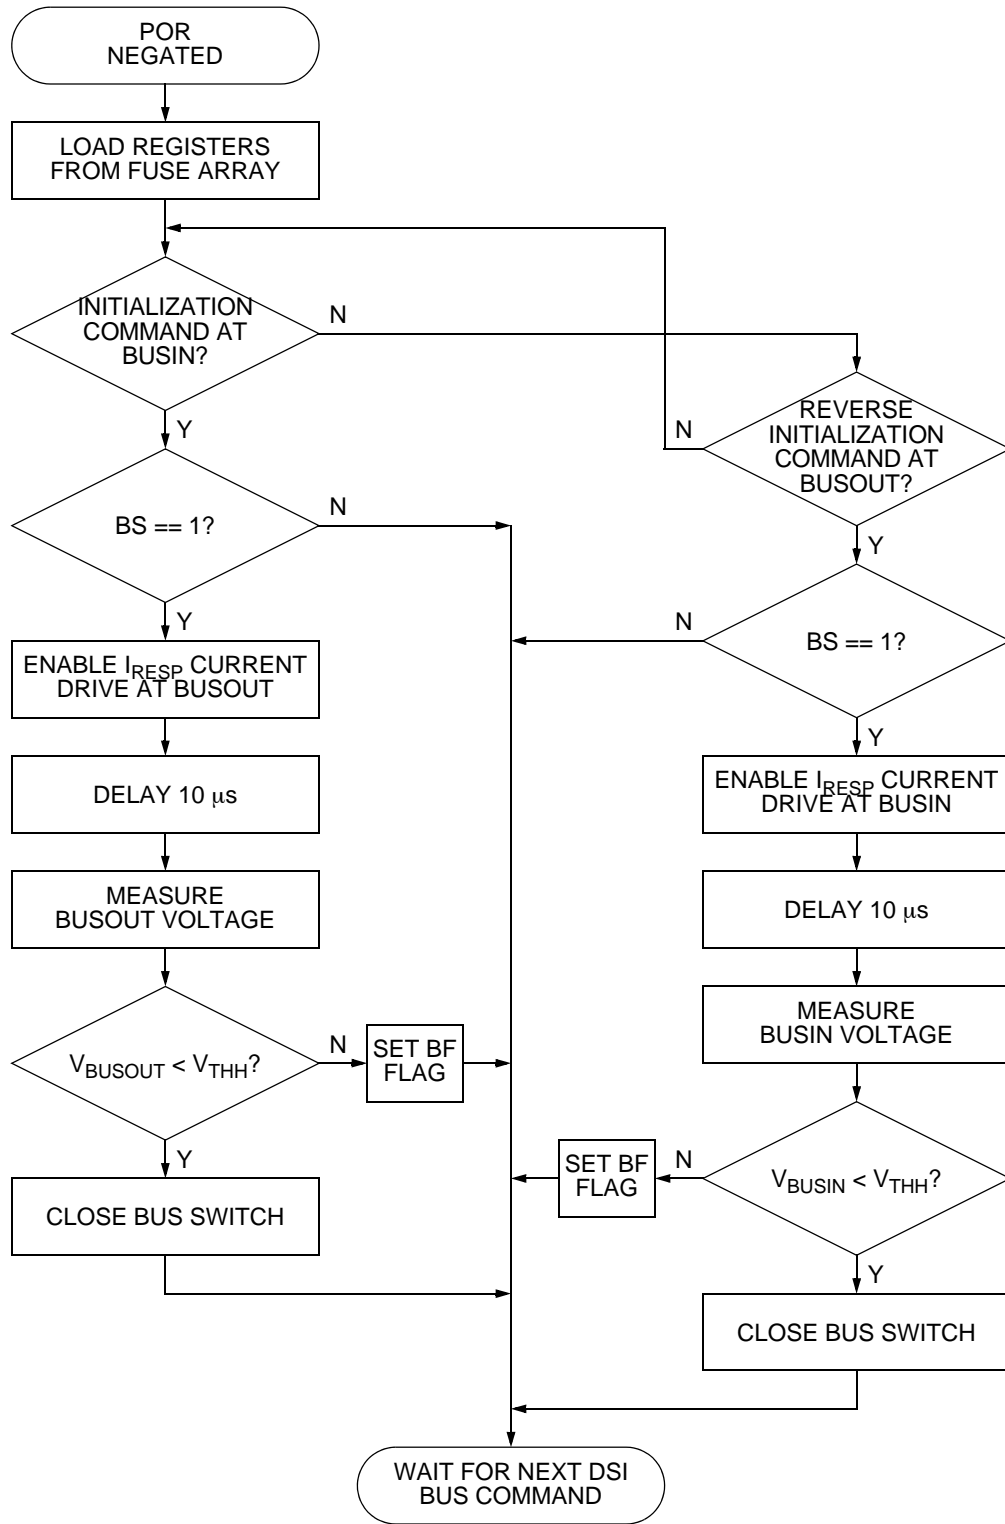 POR
NEGATED
LOAD REGISTERS
FROM FUSE ARRAY
INITIALIZATION
COMMAND AT
BUSIN?
N
Y
REVERSE
INITIALIZATION
COMMAND AT
BUSOUT?
N
Y
BS == 1?
N
Y
BS == 1?
N
Y
ENABLE IRESP CURRENT
DRIVE AT BUSOUT
DELAY 10 µs
MEASURE
BUSOUT VOLTAGE
VBUSOUT < VTHH?
N
SET BF
FLAG
Y
CLOSE BUS SWITCH
ENABLE IRESP CURRENT
DRIVE AT BUSIN
DELAY 10 µs
MEASURE
BUSIN VOLTAGE
VBUSIN < VTHH?
N
SET BF
FLAG
Y
CLOSE BUS SWITCH
WAIT FOR NEXT DSI
BUS COMMAND